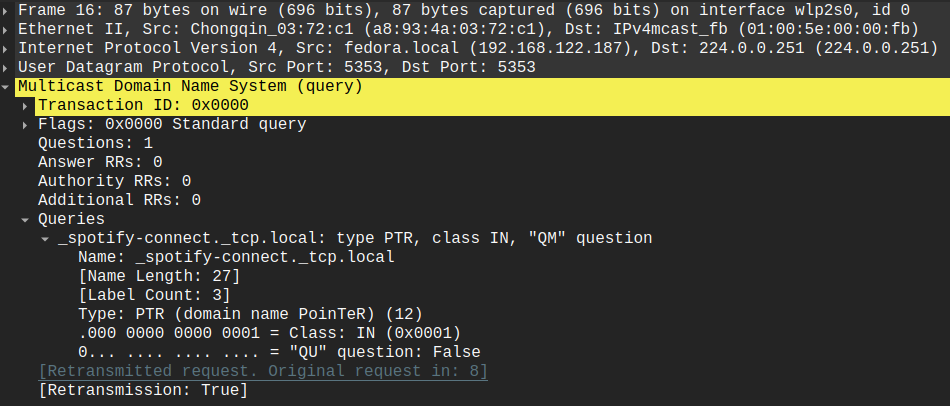 Frame 16: 87 bytes on wire (696 bits), 87 bytes captured (696 bits) on interface wlp2s0, id 0
Ethernet II, Src: Chongqin_03:72:c1 (a8:93:4a:03:72:c1), Dst: IPv4mcast_fb (01:00:5e:00:00:fb)
Internet Protocol Version 4, Src: fedora.local (192.168.122.187), Dst: 224.0.0.251 (224.0.0.251)
User Datagram Protocol, Src Port: 5353, Dst Port: 5353
Multicast Domain Name System (query)
Transaction ID: 0x0000
Flags: 0x0000 Standard query
Questions: 1
Answer RRs: 0
Authority RRs: 0
Additional RRs: 0
Queries
_spotify-connect._tcp.local: type PTR, class IN, "QM" question
Name: _spotify-connect._tcp.local
[Name Length: 27]
[Label Count: 3]
Type: PTR (domain name PoinTeR) (12)
.000 0000 0000 0001 = Class: IN (0x0001)
0... .... .... .... = "QU" question: False
[Retransmitted request. Original request in: 8]
[Retransmission: True]